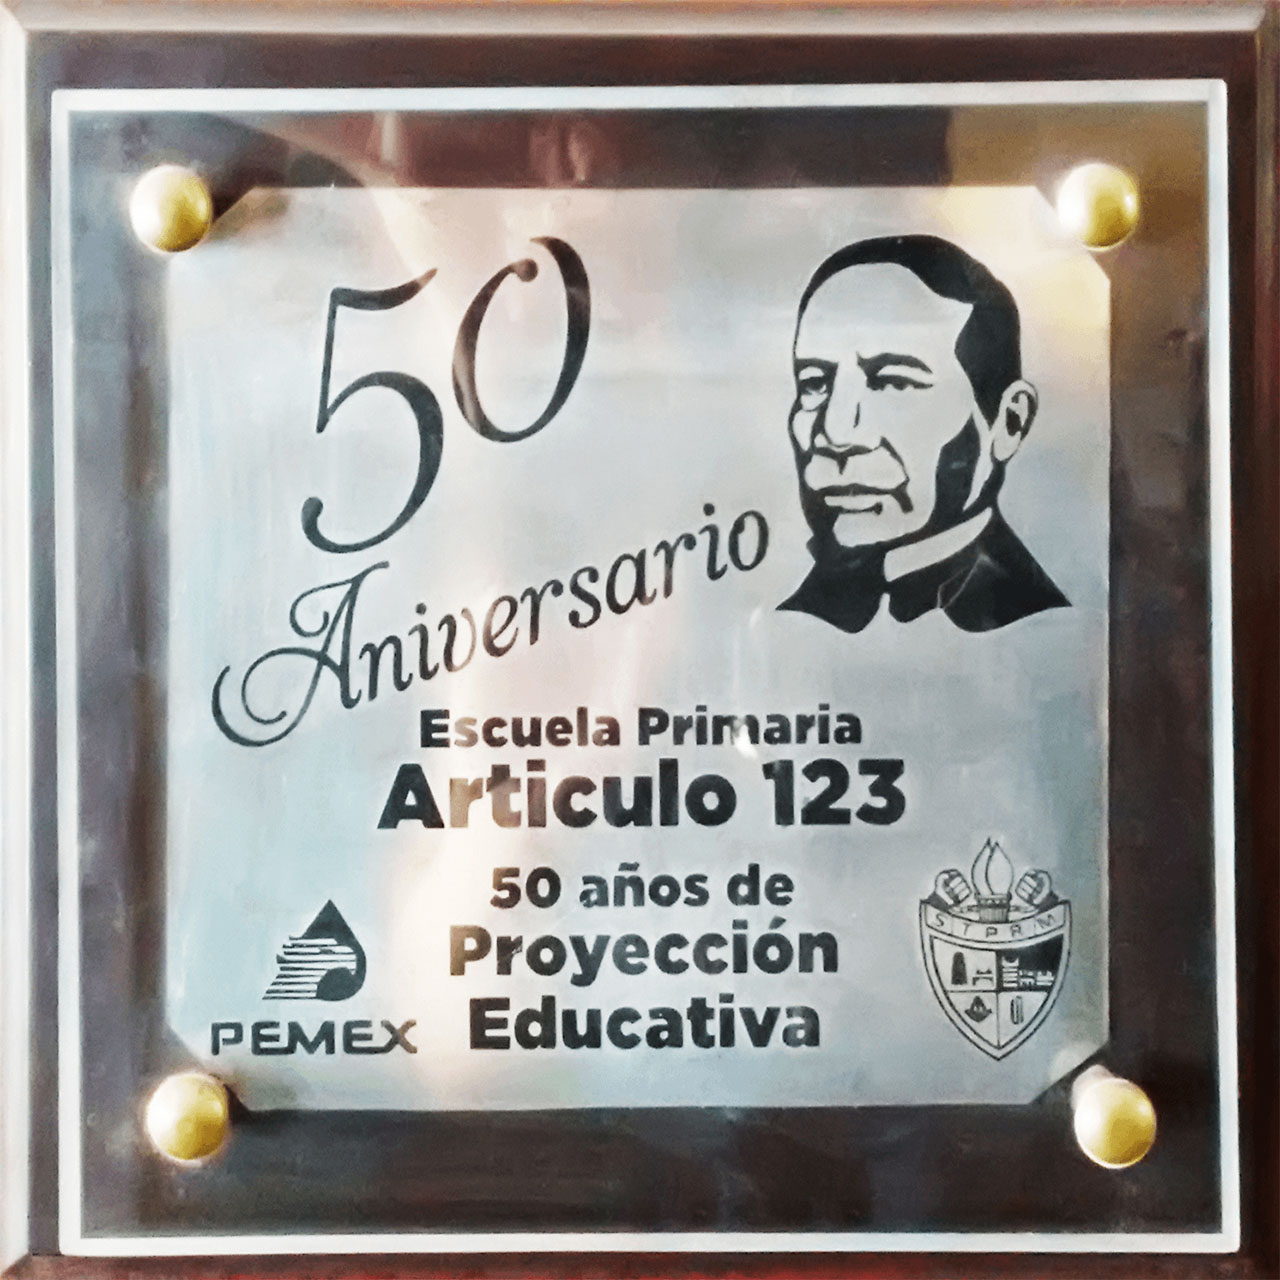 50
Aniversario
Escuela Primaria
Articulo 123
50 años de
Proyección
Educativa
PEMEX
STPRM